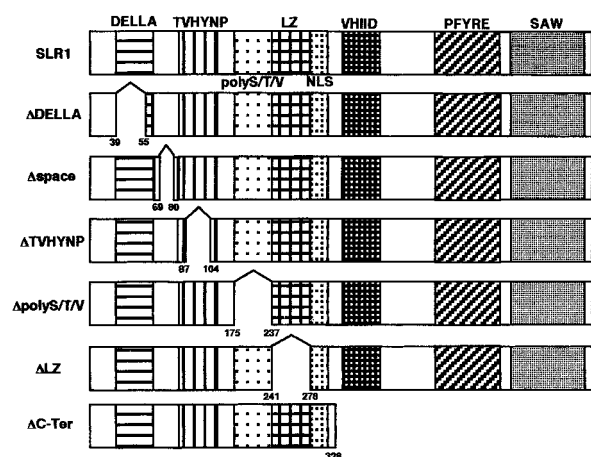 DELLA TVHYNP LZ VHIID PFYRE SAW
SLR1
polyS/T/V NLS
ΔDELLA
39 55
Δspace
69 80
ΔTVHYNP
87 104
ΔpolyS/T/V
175 237
ΔLZ
241 278
ΔC-Ter
328